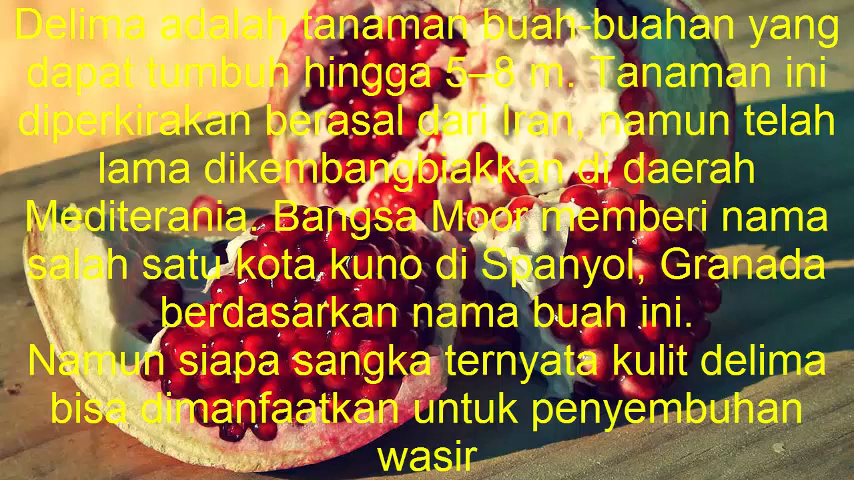 Delima adalah tanaman buah-buahan yang
dapat tumbuh hingga 5–8 m. Tanaman ini
diperkirakan berasal dari Iran, namun telah
lama dikembangbiakkan di daerah
Mediterania. Bangsa Moor memberi nama
salah satu kota kuno di Spanyol, Granada
berdasarkan nama buah ini.
Namun siapa sangka ternyata kulit delima
bisa dimanfaatkan untuk penyembuhan
wasir